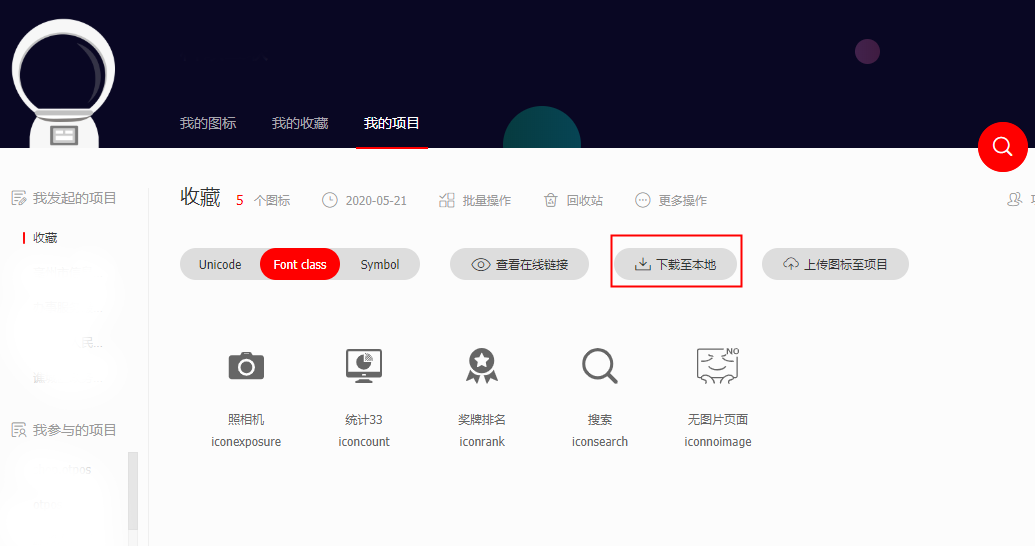 我的图标 我的收藏 我的项目
我发起的项目
收藏
我参与的项目
收藏 5 个图标 2020-05-21 批量操作 回收站 更多操作
Unicode Font class Symbol 查看在线链接 下载至本地 上传图标至项目
NO
照相机 统计33 奖牌排名 搜索 无图片页面
iconexposure iconcount iconrank iconsearch iconnoimage